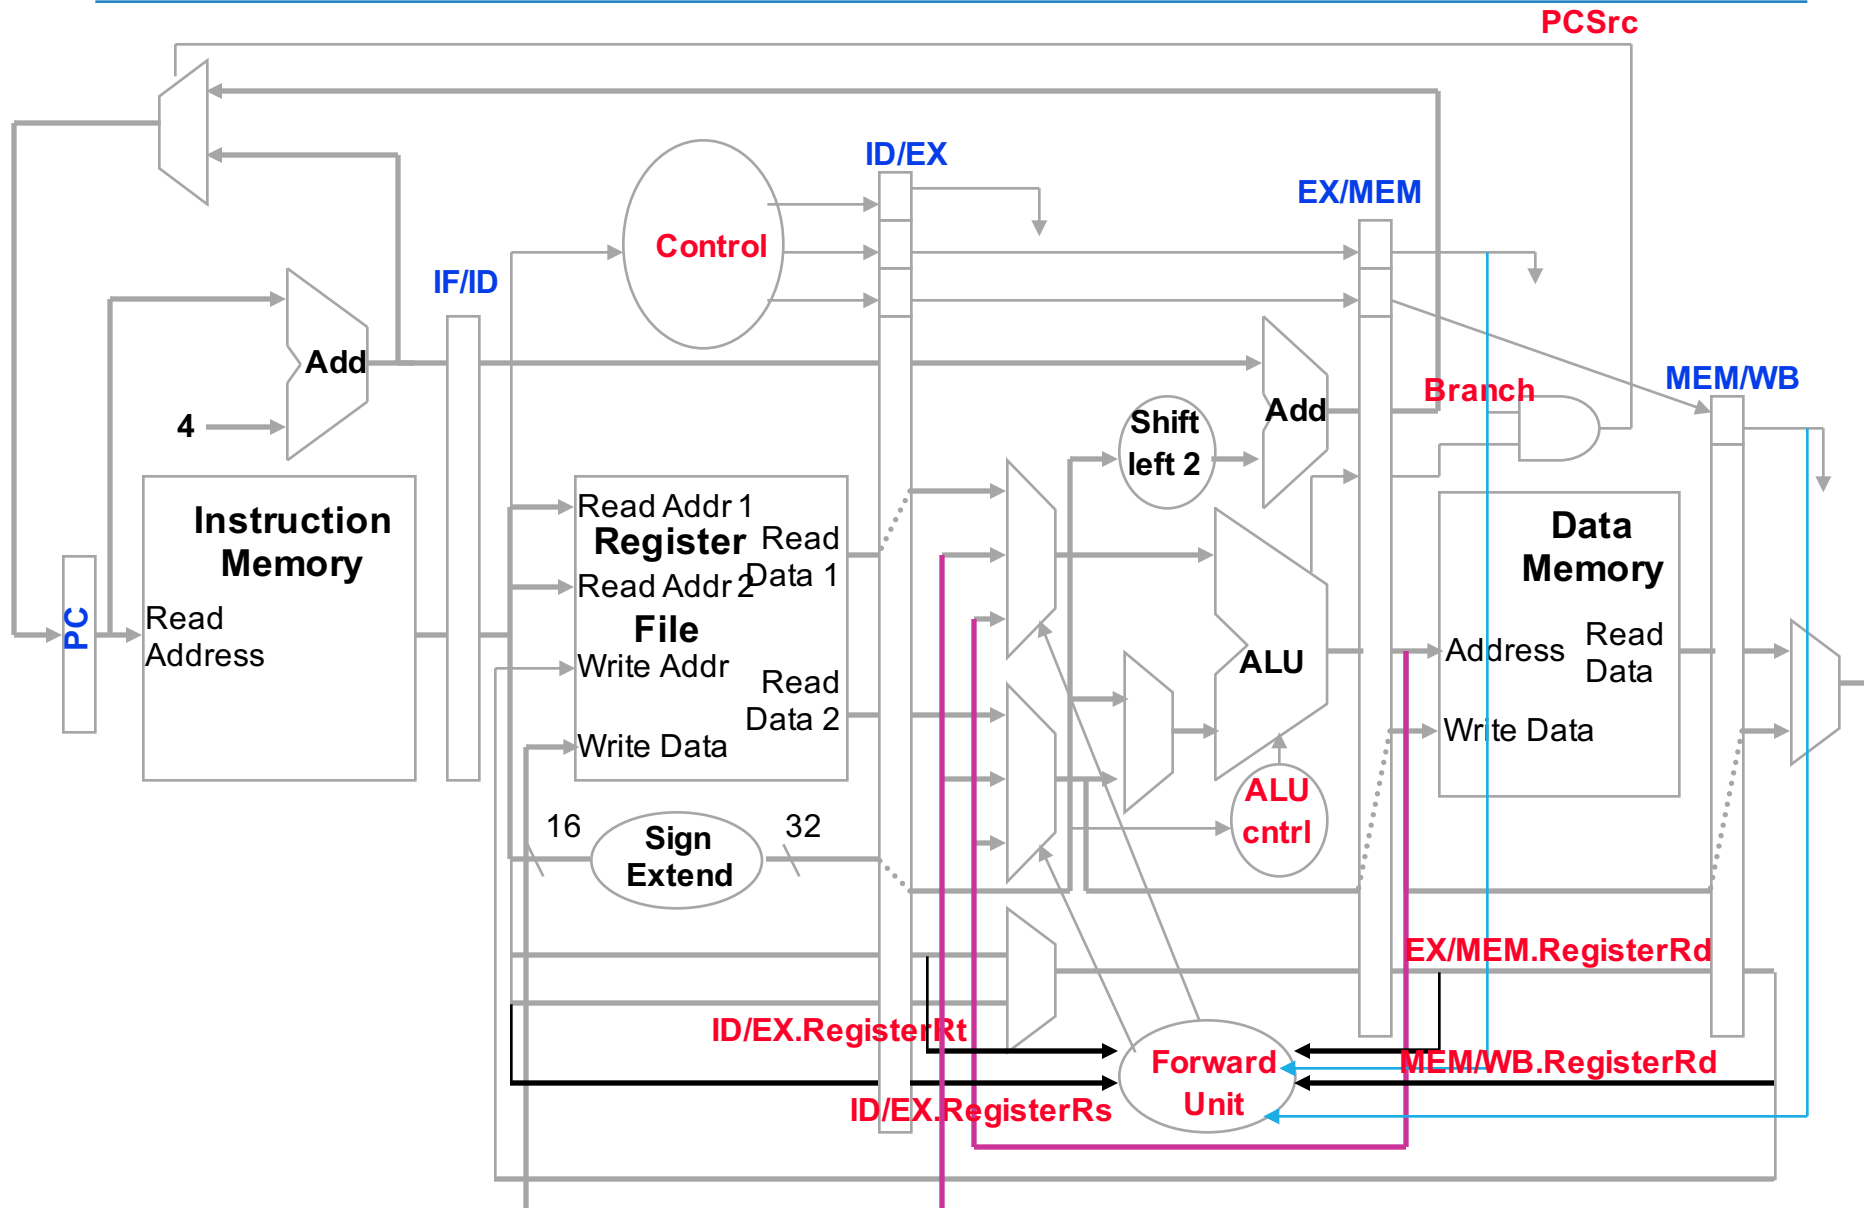 PCSrc
ID/EX
EX/MEM
Control
IF/ID
Add
MEM/WB
Branch
4
Shift
left 2
Add
Instruction
Memory
Read
Address
PC
Read Addr 1
Register
Read
Data 1
Read Addr 2
File
Write Addr
Read
Data 2
Write Data
ALU
Data
Memory
Address
Read
Data
Write Data
16
Sign
Extend
32
ALU
cntrl
EX/MEM.RegisterRd
ID/EX.RegisterRt
Forward
Unit
MEM/WB.RegisterRd
ID/EX.RegisterRs